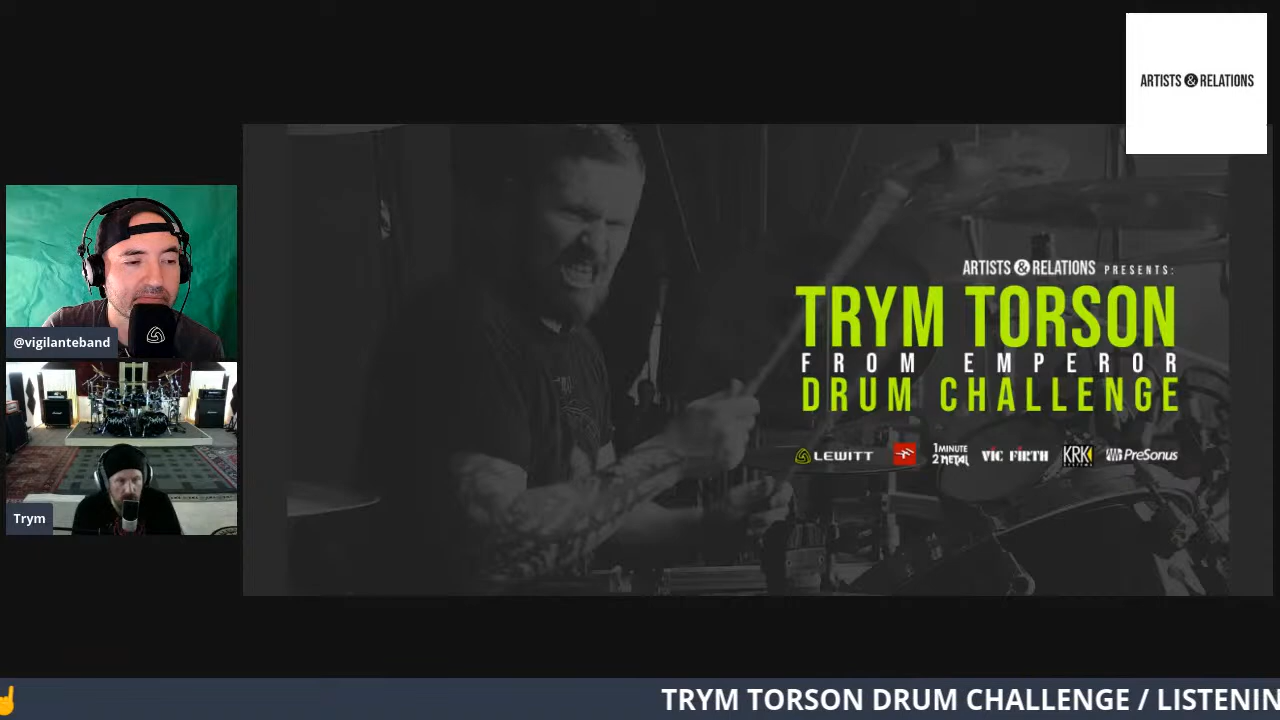 ARTISTS & RELATIONS
ARTISTS & RELATIONS PRESENTS:
TRYM TORSON
FROM EMPEROR
DRUM CHALLENGE
LEWITT
1 MINUTE
2 METAL
VIC FIRTH
KRK
SYSTEMS
PreSonus
@vigilanteband
Trym
TRYM TORSON DRUM CHALLENGE / LISTENIN